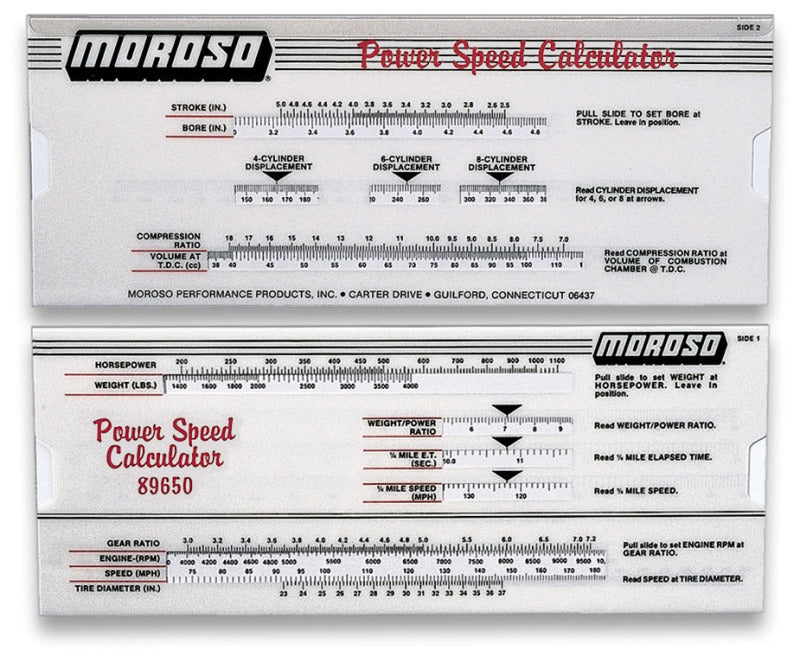 SIDE 2
MOROSO
Power Speed Calculator
STROKE (IN.) 5.0 4.8 4.6 4.4 4.2 4.0 3.8 3.6 3.4 3.2 3.0 2.8 2.6 2.5
BORE (IN.) 3.2 3.4 3.6 3.8 4.0 4.2 4.4 4.6 4.8
PULL SLIDE TO SET BORE at
STROKE. Leave in position.
4-CYLINDER
DISPLACEMENT
150 160 170 180
6-CYLINDER
DISPLACEMENT
240 260
8-CYLINDER
DISPLACEMENT
300 320 340 360
Read CYLINDER DISPLACEMENT
for 4, 6, or 8 at arrows.
COMPRESSION
RATIO
18 17 16 15 14 13 12 11 10.0 9.5 9.0 8.5 8.0 7.5 7.0
VOLUME AT
T.D.C. (cc)
38 40 45 50 55 60 65 70 75 80 85 90 95 100 110
Read COMPRESSION RATIO at
VOLUME OF COMBUSTION
CHAMBER @ T.D.C.
MOROSO PERFORMANCE PRODUCTS, INC. • CARTER DRIVE • GUILFORD, CONNECTICUT 06437
MOROSO
SIDE 1
HORSEPOWER 200 250 300 350 400 450 500 600 700 800 900 1000 1100
WEIGHT (LBS.) 1400 1600 1800 2000 2500 3000 3500 4000
Pull slide to set WEIGHT at
HORSEPOWER. Leave in
position.
Power Speed
Calculator
89650
WEIGHT/POWER
RATIO
6 7 8 9
Read WEIGHT/POWER RATIO.
¼ MILE E.T.
(SEC.)
10.0 11
Read ¼ MILE ELAPSED TIME.
¼ MILE SPEED
(MPH)
130 120
Read ¼ MILE SPEED.
GEAR RATIO 3.0 3.2 3.4 3.6 3.8 4.0 4.2 4.4 4.6 4.8 5.0 5.5 6.0 6.5 7.0 7.2
ENGINE-(RPM) 4000 4200 4400 4600 4800 5000 5500 6000 6500 7000 7500 8000 8500 9000 9500
SPEED (MPH) 75 80 85 90 95 100 110 120 130 140 150 160 170 180
TIRE DIAMETER (IN.) 23 24 25 26 27 28 29 30 31 32 33 34 35 36 37
Pull slide to set ENGINE RPM at
GEAR RATIO.
Read SPEED at TIRE DIAMETER.